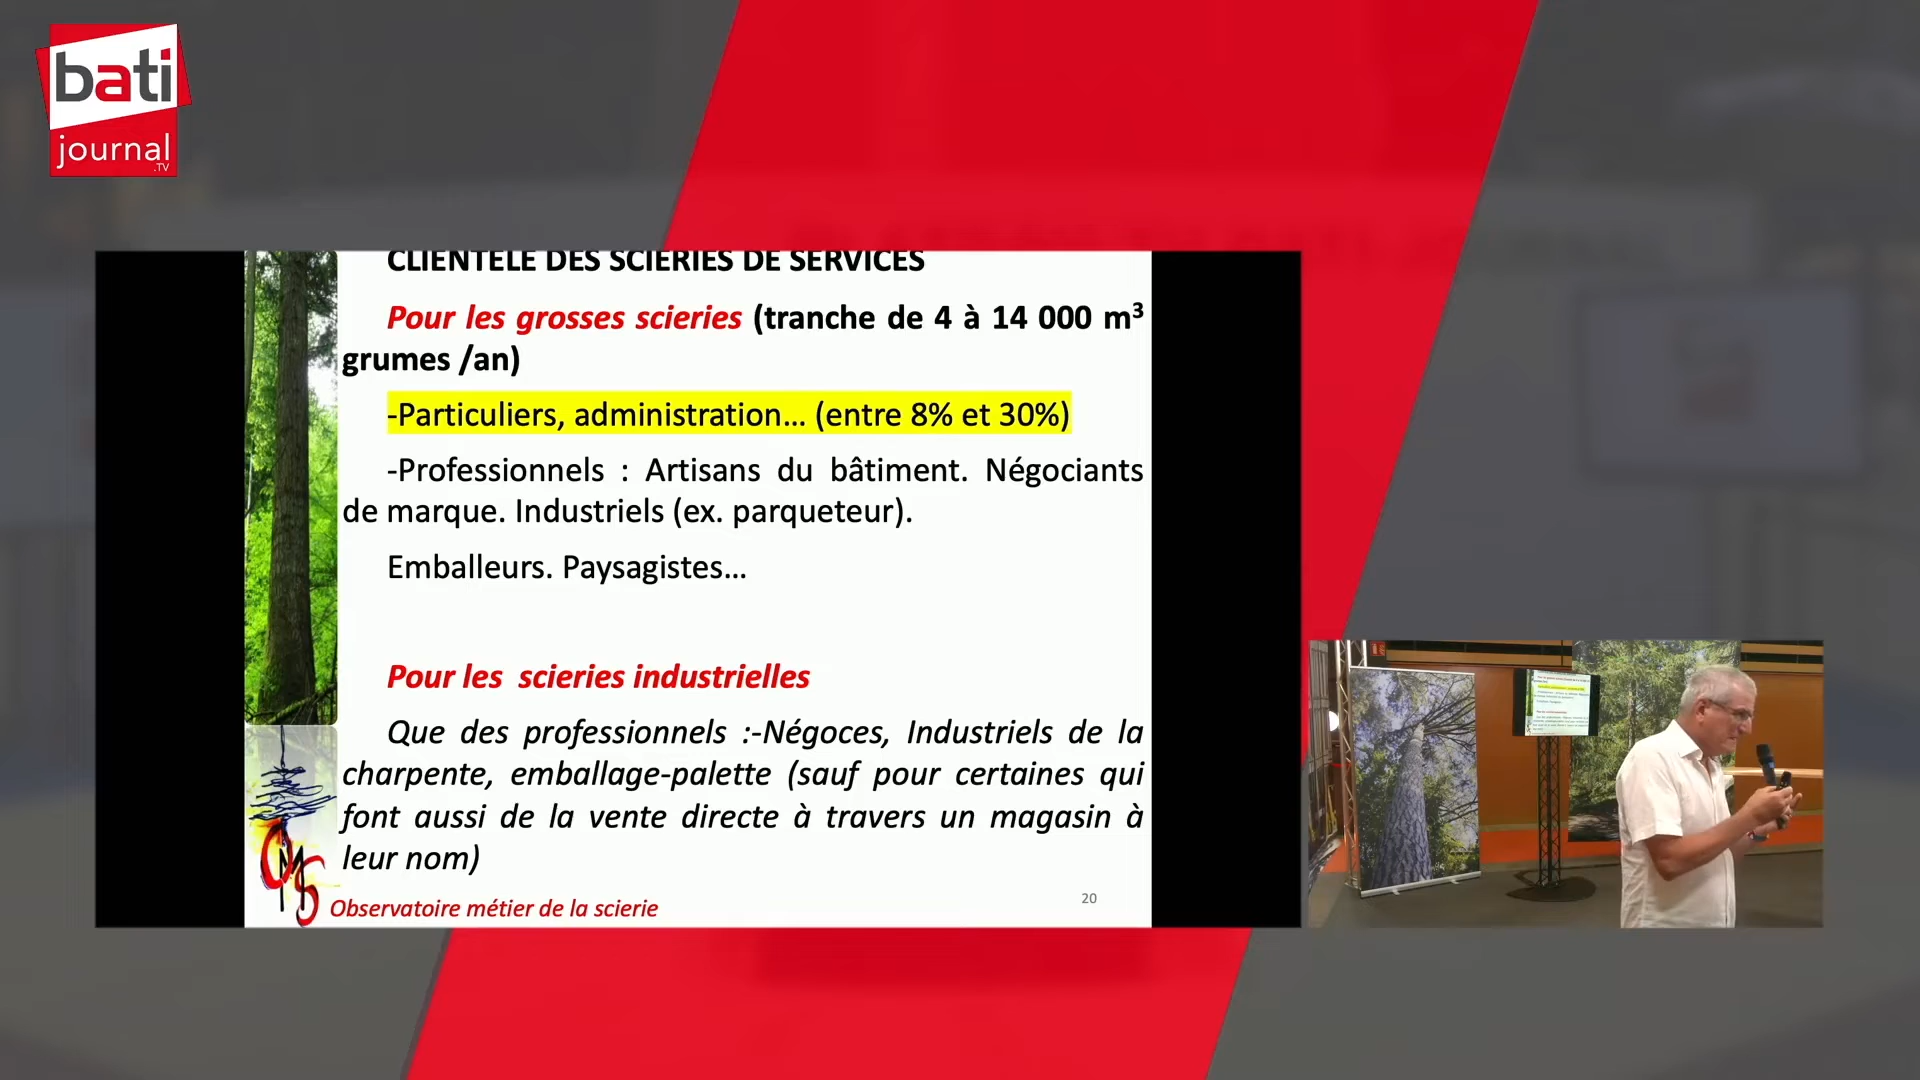 bati
journal
.TV
CLIENTELE DES SCIERIES DE SERVICES
Pour les grosses scieries (tranche de 4 à 14 000 m³
grumes /an)
-Particuliers, administration... (entre 8% et 30%)
-Professionnels : Artisans du bâtiment. Négociants
de marque. Industriels (ex. parqueteur).
Emballeurs. Paysagistes...
Pour les scieries industrielles
Que des professionnels :-Négoces, Industriels de la
charpente, emballage-palette (sauf pour certaines qui
font aussi de la vente directe à travers un magasin à
leur nom)
OMS
Observatoire métier de la scierie
20